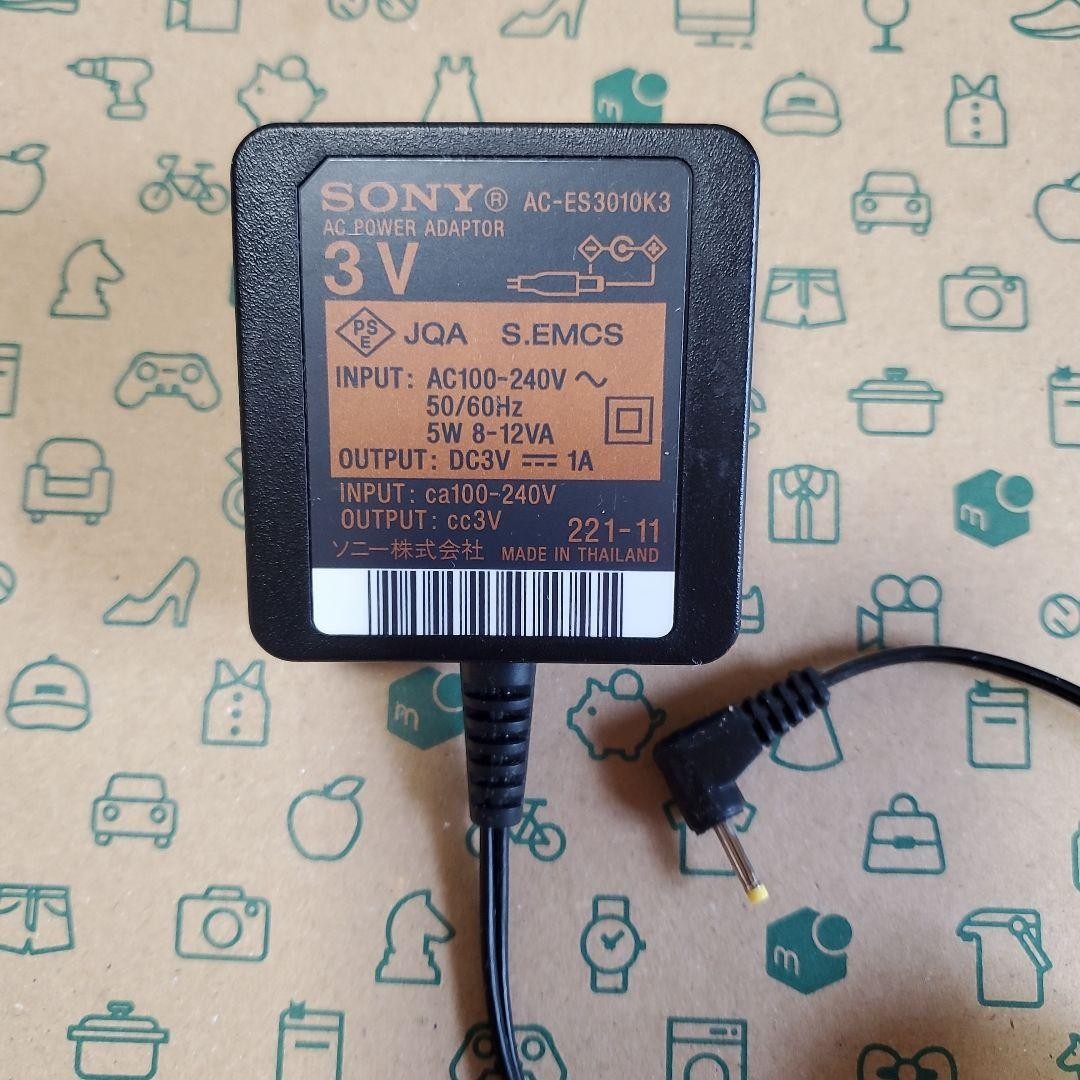 SONY® AC-ES3010K3
AC POWER ADAPTOR
3V
PSE JQA S.EMCS
INPUT: AC100-240V ~
50/60Hz
5W 8-12VA
OUTPUT: DC3V ⎓ 1A
INPUT: ca100-240V
OUTPUT: cc3V
221-11
ソニー株式会社 MADE IN THAILAND
m
m
m
m